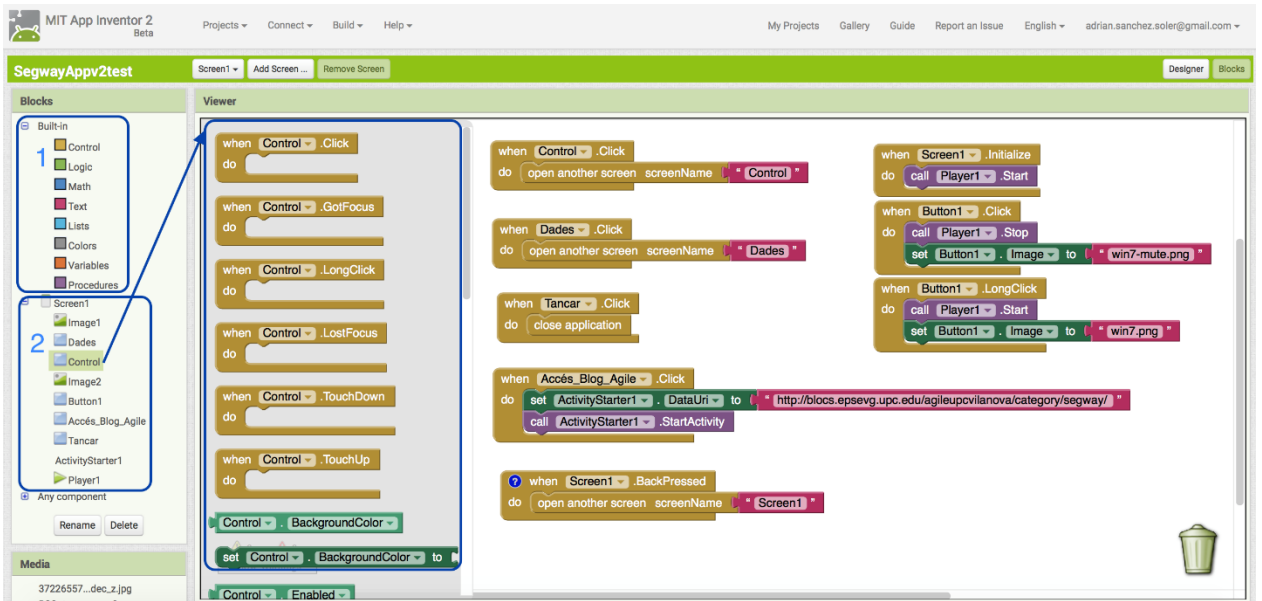 MIT App Inventor 2
Beta
Projects Connect Build Help
My Projects Gallery Guide Report an Issue English adrian.sanchez.soler@gmail.com
SegwayAppv2test
Screen1 Add Screen ... Remove Screen
Designer Blocks
Blocks
Built-in
1
Control
Logic
Math
Text
Lists
Colors
Variables
Procedures
Screen1
2
Image1
Dades
Control
Image2
Button1
Accés_Blog_Agile
Tancar
ActivityStarter1
Player1
Any component
Rename Delete
Media
37226557...dec_z.jpg
Viewer
when Control .Click
do
when Control .GotFocus
do
when Control .LongClick
do
when Control .LostFocus
do
when Control .TouchDown
do
when Control .TouchUp
do
Control . BackgroundColor
set Control . BackgroundColor to
Control . Enabled
when Control .Click
do open another screen screenName " Control "
when Dades .Click
do open another screen screenName " Dades "
when Tancar .Click
do close application
when Accés_Blog_Agile .Click
do set ActivityStarter1 . DataUri to " http://blocs.epsevg.upc.edu/agileupcvilanova/category/segway/ "
call ActivityStarter1 .StartActivity
? when Screen1 .BackPressed
do open another screen screenName " Screen1 "
when Screen1 .Initialize
do call Player1 .Start
when Button1 .Click
do call Player1 .Stop
set Button1 . Image to " win7-mute.png "
when Button1 .LongClick
do call Player1 .Start
set Button1 . Image to " win7.png "